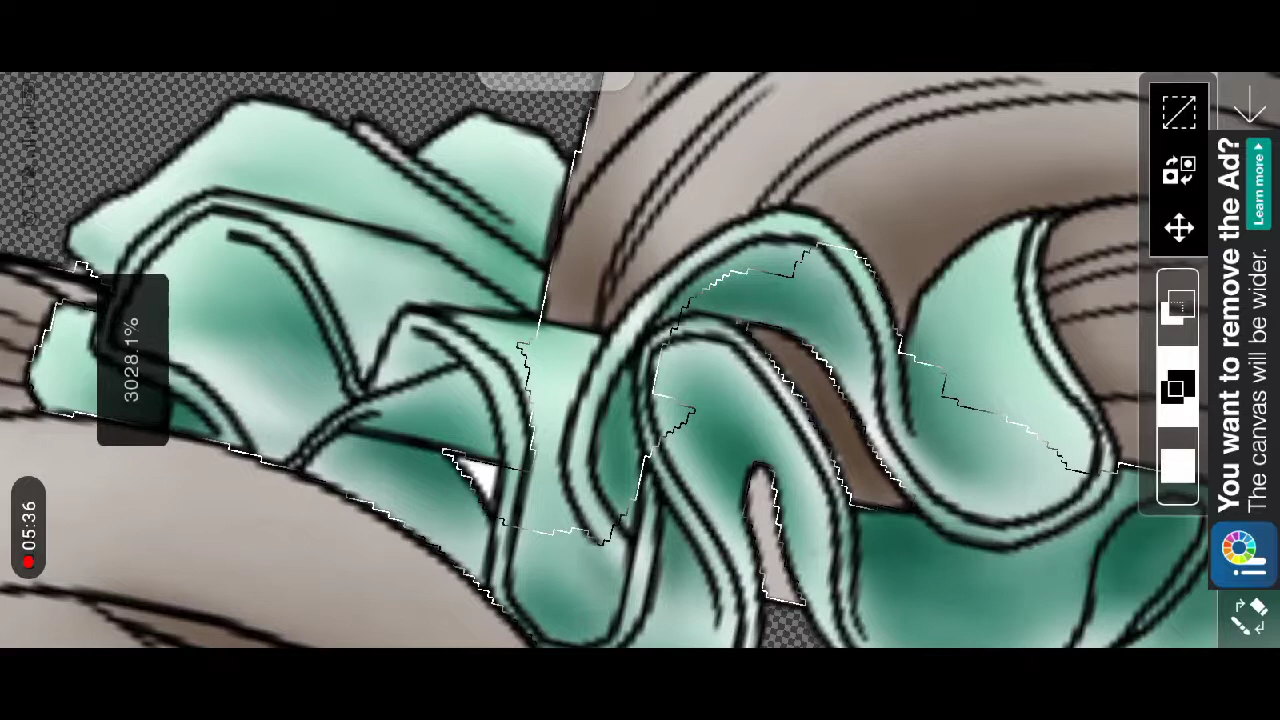 You want to remove the Ad?
The canvas will be wider.
Learn more
3028.1%
05:36